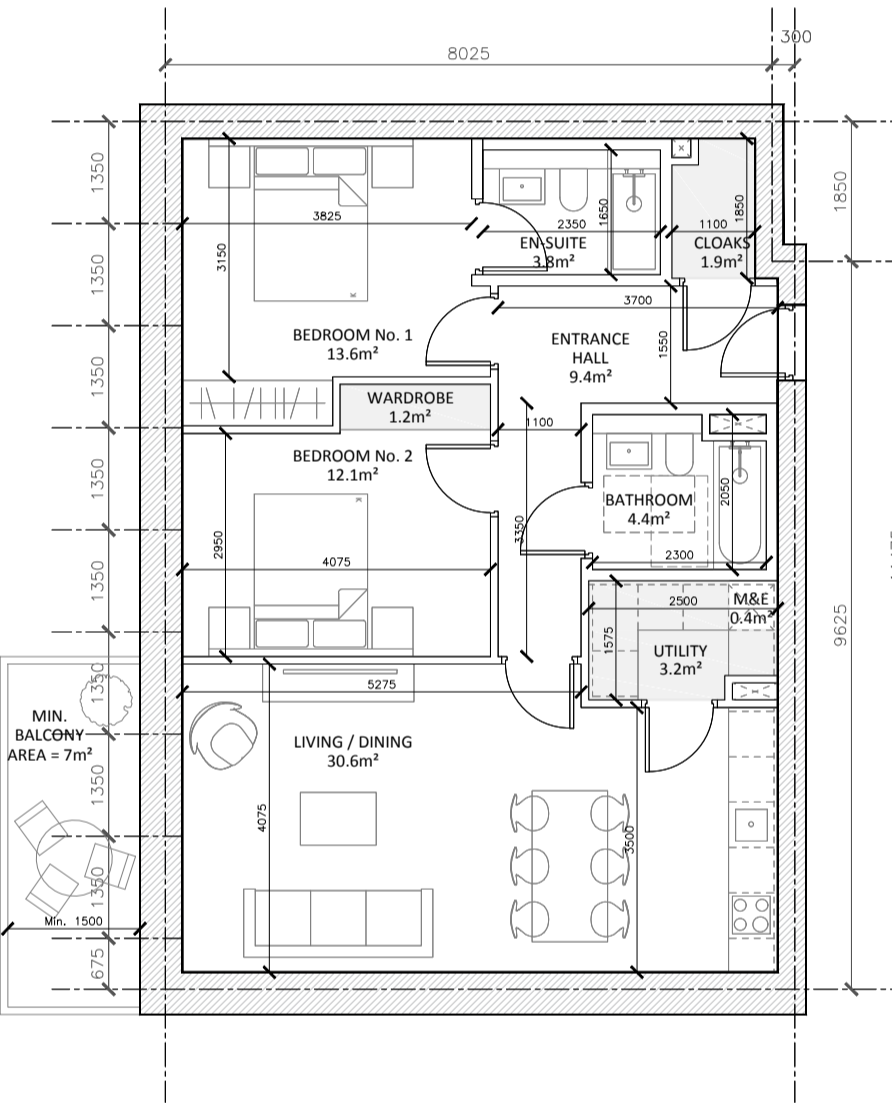 8025
300
1350
1350
1350
1350
1350
1350
1350
1350
675
1850
9625
3825
3150
2350
1650
EN-SUITE
3.8m²
1100
1850
CLOAKS
1.9m²
3700
BEDROOM No. 1
13.6m²
ENTRANCE
HALL
9.4m²
1550
WARDROBE
1.2m²
1100
BEDROOM No. 2
12.1m²
2950
4075
3350
BATHROOM
4.4m²
2050
2300
2500
M&E
0.4m²
1575
UTILITY
3.2m²
5275
MIN.
BALCONY
AREA = 7m²
LIVING / DINING
30.6m²
4075
3500
Min. 1500